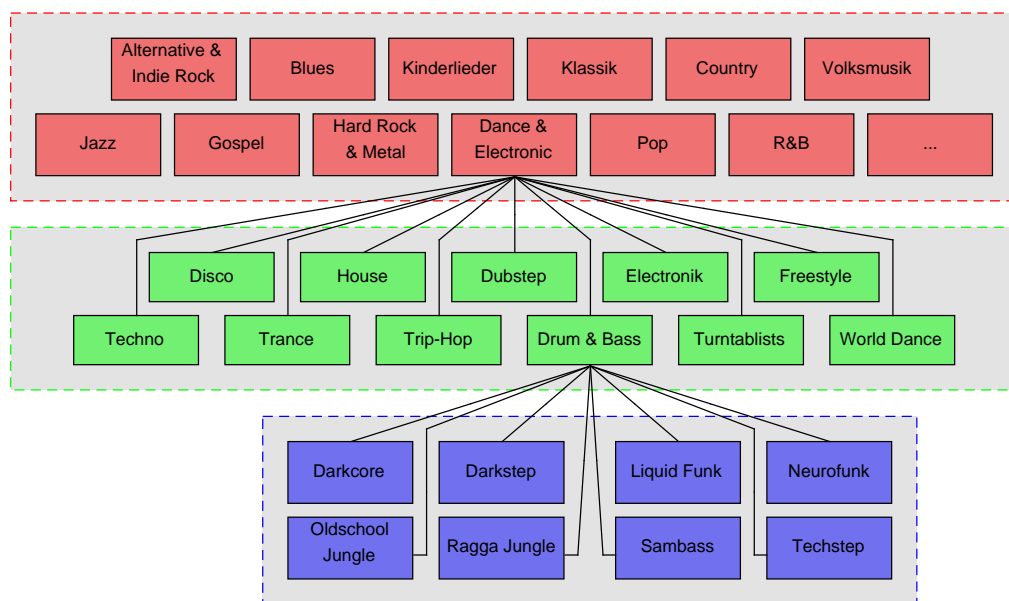 Alternative &
Indie Rock
Blues
Kinderlieder
Klassik
Country
Volksmusik
Jazz
Gospel
Hard Rock
& Metal
Dance &
Electronic
Pop
R&B
...
Disco
House
Dubstep
Electronik
Freestyle
Techno
Trance
Trip-Hop
Drum & Bass
Turntablists
World Dance
Darkcore
Darkstep
Liquid Funk
Neurofunk
Oldschool
Jungle
Ragga Jungle
Sambass
Techstep